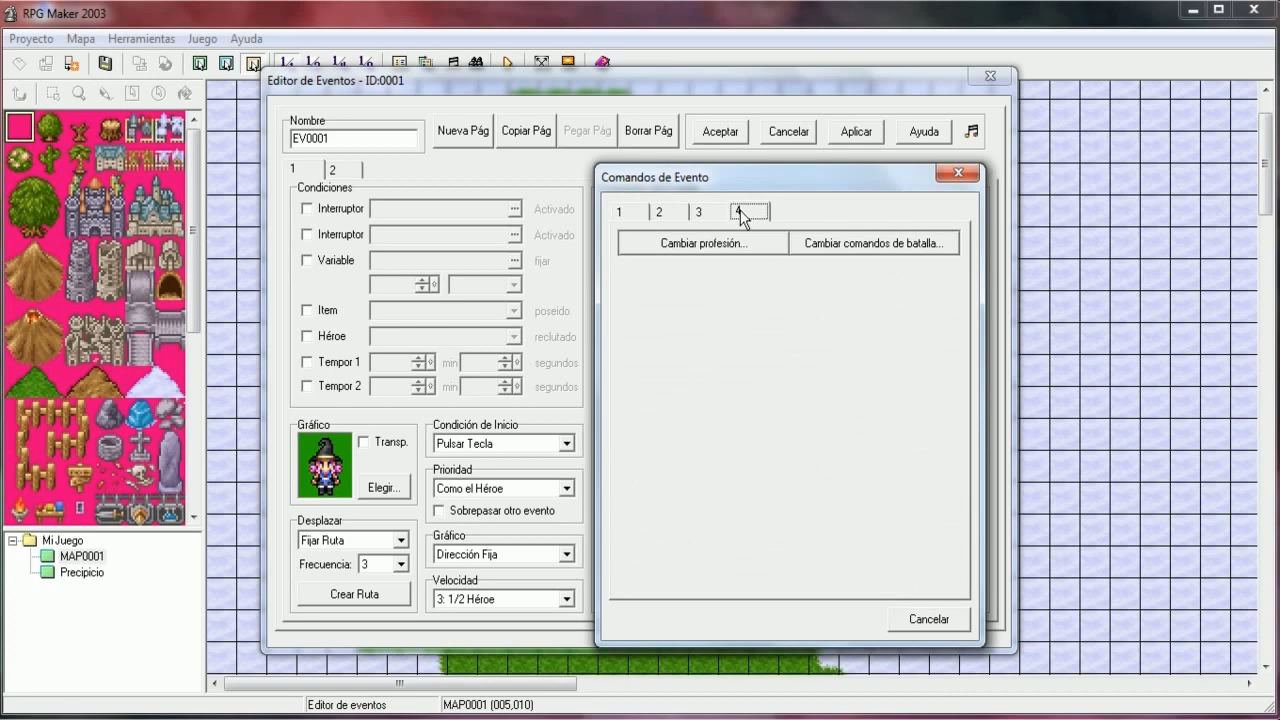 RPG Maker 2003
Proyecto Mapa Herramientas Juego Ayuda
Editor de Eventos - ID:0001
Nombre
EV0001
Nueva Pág Copiar Pág Pegar Pág Borrar Pág Aceptar Cancelar Aplicar Ayuda
1 2
Condiciones
Interruptor ... Activado
Interruptor ... Activado
Variable ... fijar
Item poseido
Héroe reclutado
Tempor 1 min segundos
Tempor 2 min segundos
Gráfico
Transp.
Elegir...
Condición de Inicio
Pulsar Tecla
Prioridad
Como el Héroe
Sobrepasar otro evento
Desplazar
Fijar Ruta
Frecuencia: 3
Crear Ruta
Gráfico
Dirección Fija
Velocidad
3: 1/2 Héroe
Comandos de Evento
1 2 3 4
Cambiar profesión... Cambiar comandos de batalla...
Cancelar
Mi Juego
MAP0001
Precipicio
Editor de eventos MAP0001 (005,010)